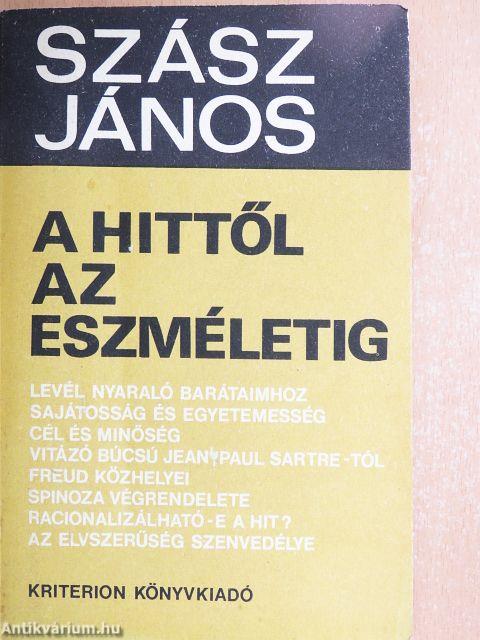 SZÁSZ
JÁNOS
A HITTŐL
AZ
ESZMÉLETIG
LEVÉL NYARALÓ BARÁTAIMHOZ
SAJÁTOSSÁG ÉS EGYETEMESSÉG
CÉL ÉS MINŐSÉG
VITÁZÓ BÚCSÚ JEAN-PAUL SARTRE-TÓL
FREUD KÖZHELYEI
SPINOZA VÉGRENDELETE
RACIONALIZÁLHATÓ-E A HIT?
AZ ELVSZERŰSÉG SZENVEDÉLYE
KRITERION KÖNYVKIADÓ
Antikvárium.hu